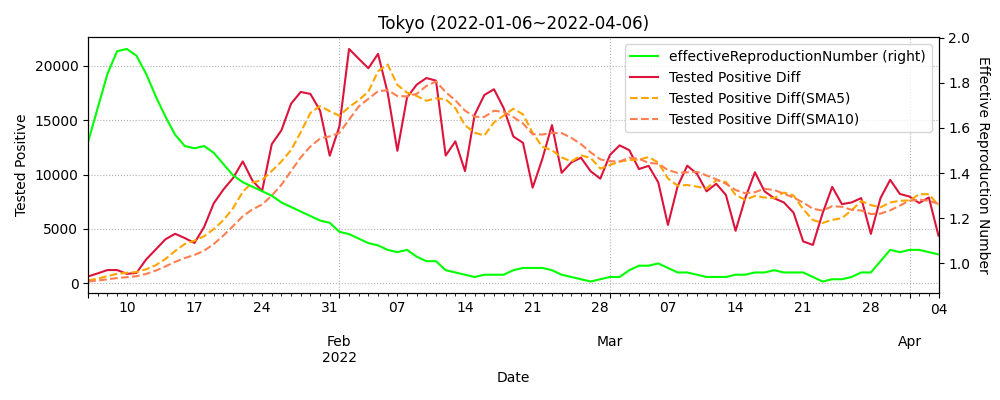 Tokyo (2022-01-06~2022-04-06)
effectiveReproductionNumber (right)
Tested Positive Diff
Tested Positive Diff(SMA5)
Tested Positive Diff(SMA10)
Tested Positive
20000
15000
10000
5000
0
Effective Reproduction Number
2.0
1.8
1.6
1.4
1.2
1.0
10 17 24 31 07 14 21 28 07 14 21 28 04
Feb Mar Apr
2022
Date